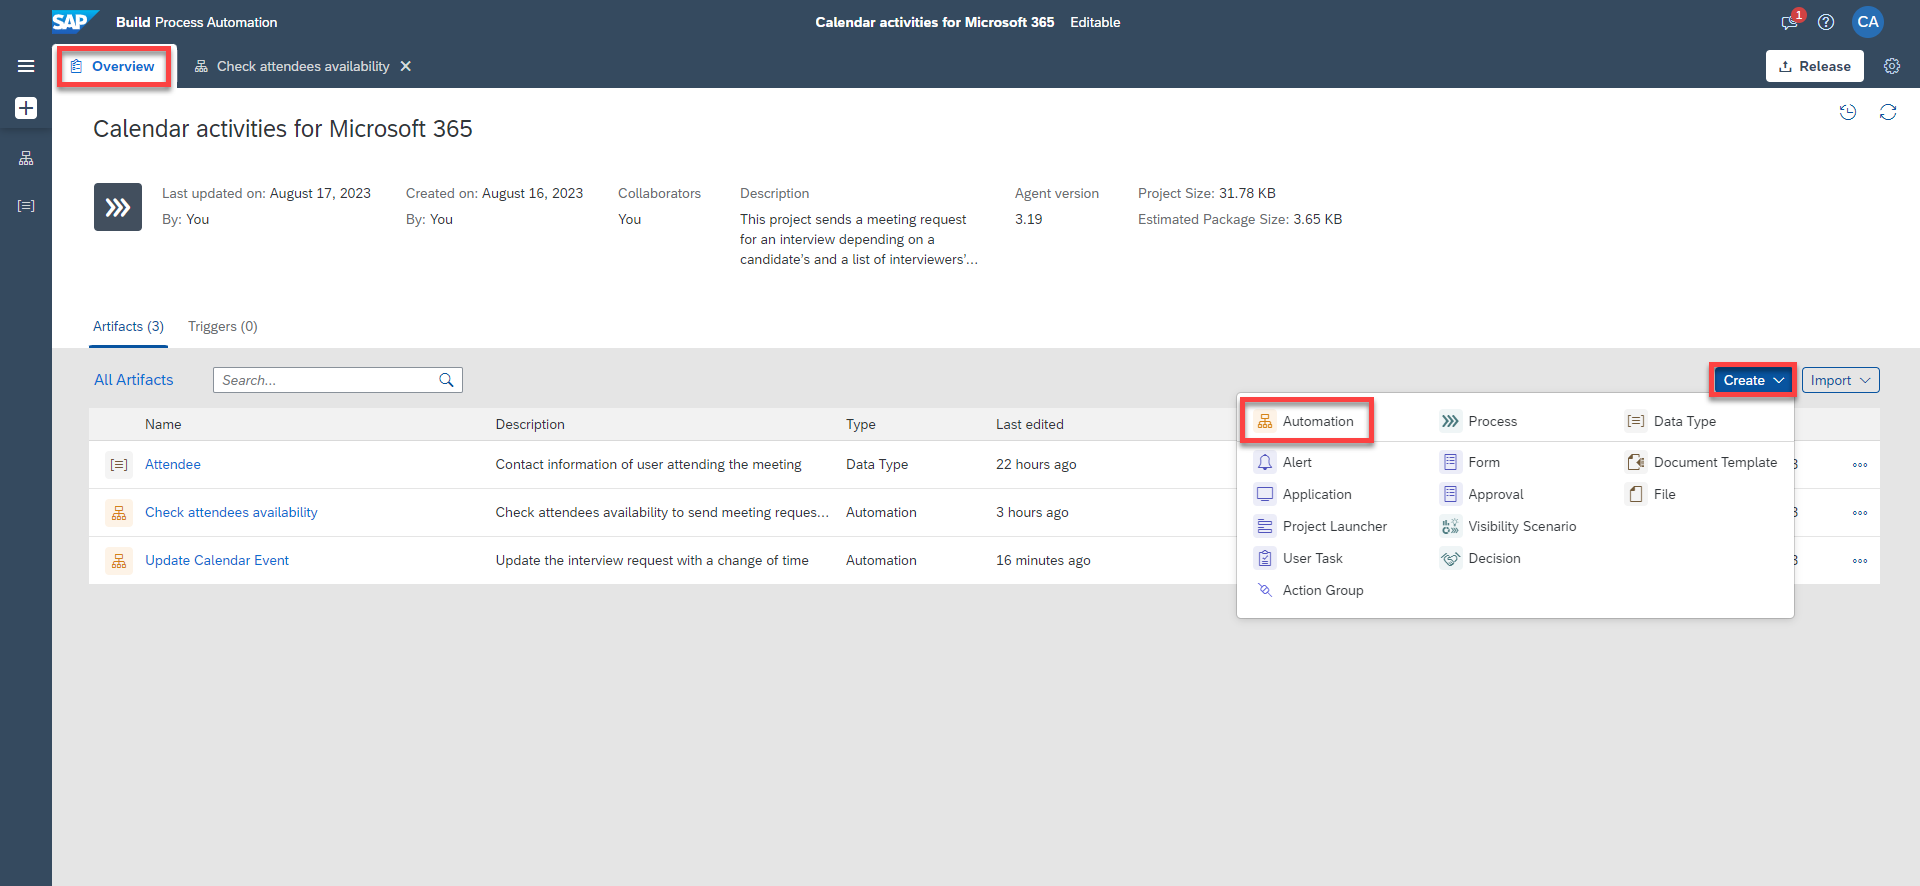 SAP Build Process Automation
Calendar activities for Microsoft 365 Editable
1
CA
Overview
Check attendees availability
Release
Calendar activities for Microsoft 365
Last updated on: August 17, 2023
By: You
Created on: August 16, 2023
By: You
Collaborators
You
Description
This project sends a meeting request
for an interview depending on a
candidate's and a list of interviewers'...
Agent version
3.19
Project Size: 31.78 KB
Estimated Package Size: 3.65 KB
Artifacts (3)
Triggers (0)
All Artifacts
Search...
Create
Import
Name Description Type Last edited
Attendee Contact information of user attending the meeting Data Type 22 hours ago
Check attendees availability Check attendees availability to send meeting reques... Automation 3 hours ago
Update Calendar Event Update the interview request with a change of time Automation 16 minutes ago
Automation Process Data Type
Alert Form Document Template
Application Approval File
Project Launcher Visibility Scenario
User Task Decision
Action Group